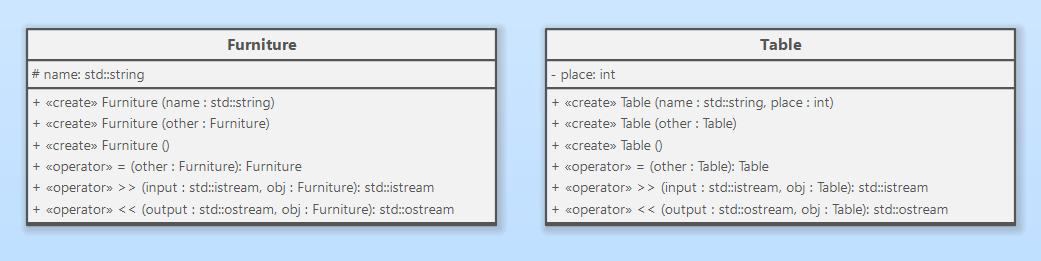 Furniture
# name: std::string
+ «create» Furniture (name : std::string)
+ «create» Furniture (other : Furniture)
+ «create» Furniture ()
+ «operator» = (other : Furniture): Furniture
+ «operator» >> (input : std::istream, obj : Furniture): std::istream
+ «operator» << (output : std::ostream, obj : Furniture): std::ostream
Table
- place: int
+ «create» Table (name : std::string, place : int)
+ «create» Table (other : Table)
+ «create» Table ()
+ «operator» = (other : Table): Table
+ «operator» >> (input : std::istream, obj : Table): std::istream
+ «operator» << (output : std::ostream, obj : Table): std::ostream